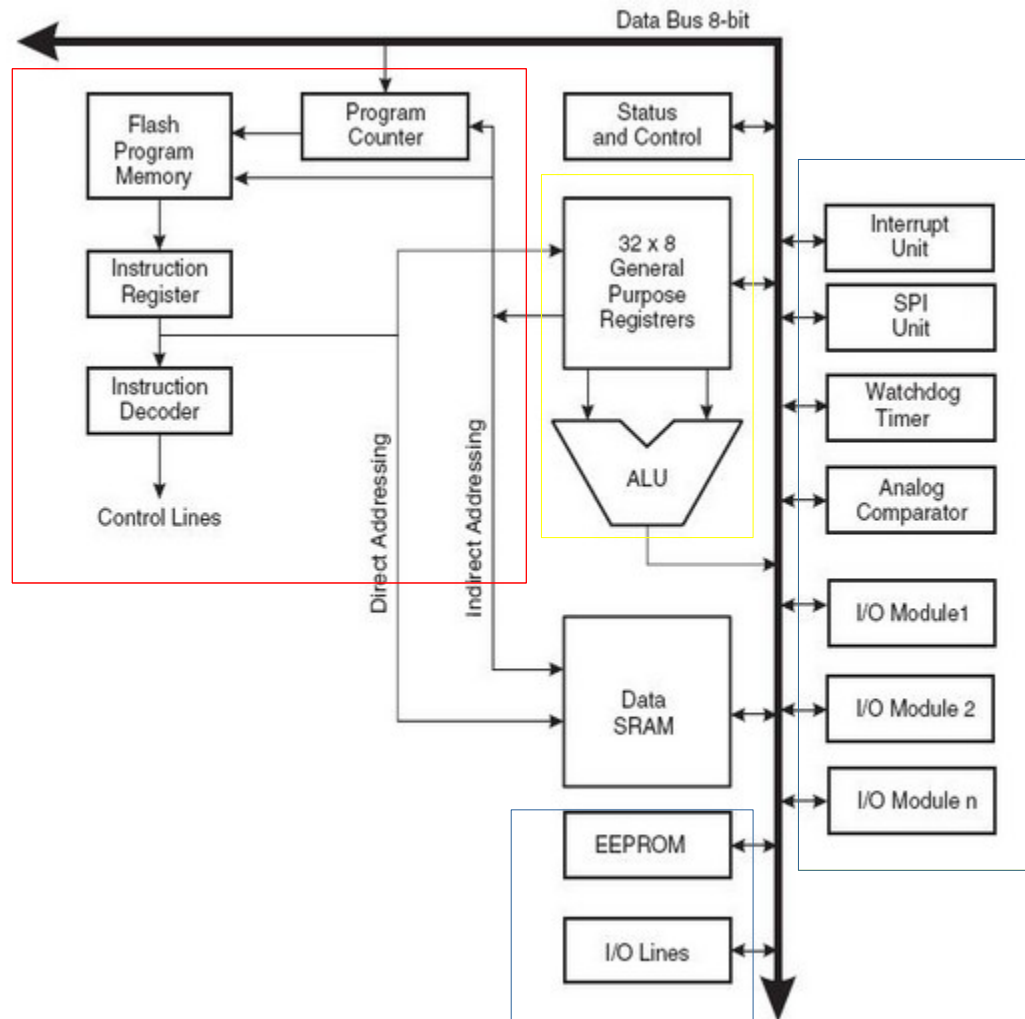 Data Bus 8-bit
Flash
Program
Memory
Program
Counter
Instruction
Register
Instruction
Decoder
Control Lines
Direct Addressing
Indirect Addressing
Status
and Control
32 x 8
General
Purpose
Registrers
ALU
Data
SRAM
EEPROM
I/O Lines
Interrupt
Unit
SPI
Unit
Watchdog
Timer
Analog
Comparator
I/O Module1
I/O Module 2
I/O Module n